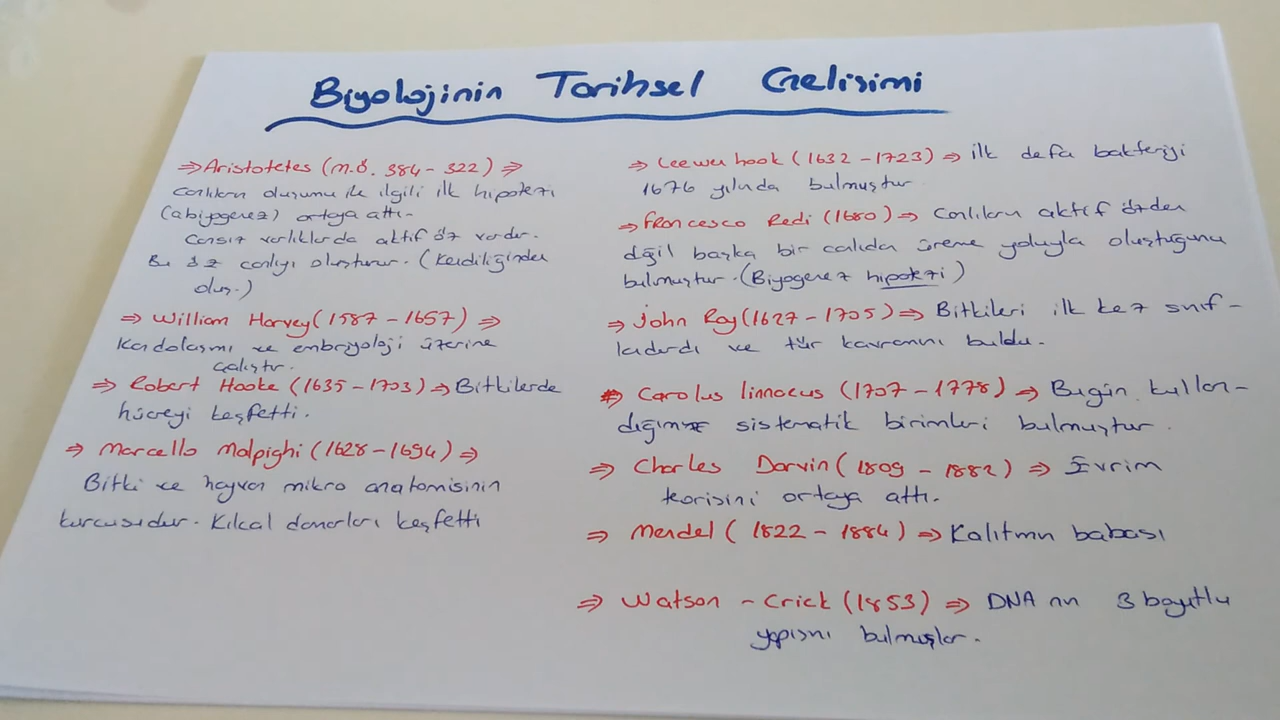 Biyolojinin Tarihsel Gelisimi
⇒ Aristoteles (M.Ö. 384 - 322) ⇒
Canlıların oluşumu ile ilgili ilk hipotezi
(abiyogenez) ortaya attı.
Cansız varlıklarda aktif öz vardır.
Bu öz canlıyı oluşturur. (Kendiliğinden
oluş.)
⇒ William Harvey (1587 - 1657) ⇒
Kan dolaşımı ve embriyoloji üzerine
çalıştır.
⇒ Robert Hooke (1635 - 1703) ⇒ Bitkilerde
hücreyi keşfetti.
⇒ Marcello Malpighi (1628 - 1694) ⇒
Bitki ve hayvan mikro anatomisinin
kurucusudur. Kılcal damarları keşfetti
⇒ Leewenhook (1632 - 1723) ⇒ ilk defa bakteriyi
1676 yılında bulmuştur.
⇒ Francesco Redi (1680) ⇒ Canlıların aktif özden
değil başka bir canlıdan üreme yoluyla oluştuğunu
bulmuştur. (Biyogenez hipotezi)
⇒ John Ray (1627 - 1705) ⇒ Bitkileri ilk kez sınıf-
landırdı ve tür kavramını buldu.
⇒ Carolus linnaeus (1707 - 1778) ⇒ Bugün kullan-
dığımız sistematik birimleri bulmuştur.
⇒ Charles Darvin (1809 - 1882) ⇒ Evrim
teorisini ortaya attı.
⇒ Mendel (1822 - 1884) ⇒ Kalıtımın babası
⇒ Watson - Crick (1853) ⇒ DNA nın 3 boyutlu
yapısını bulmuşlar.